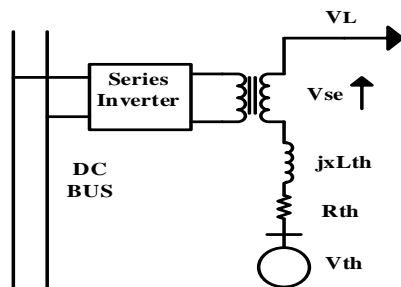 VL
Series
Inverter
Vse
DC
BUS
jxLth
Rth
Vth